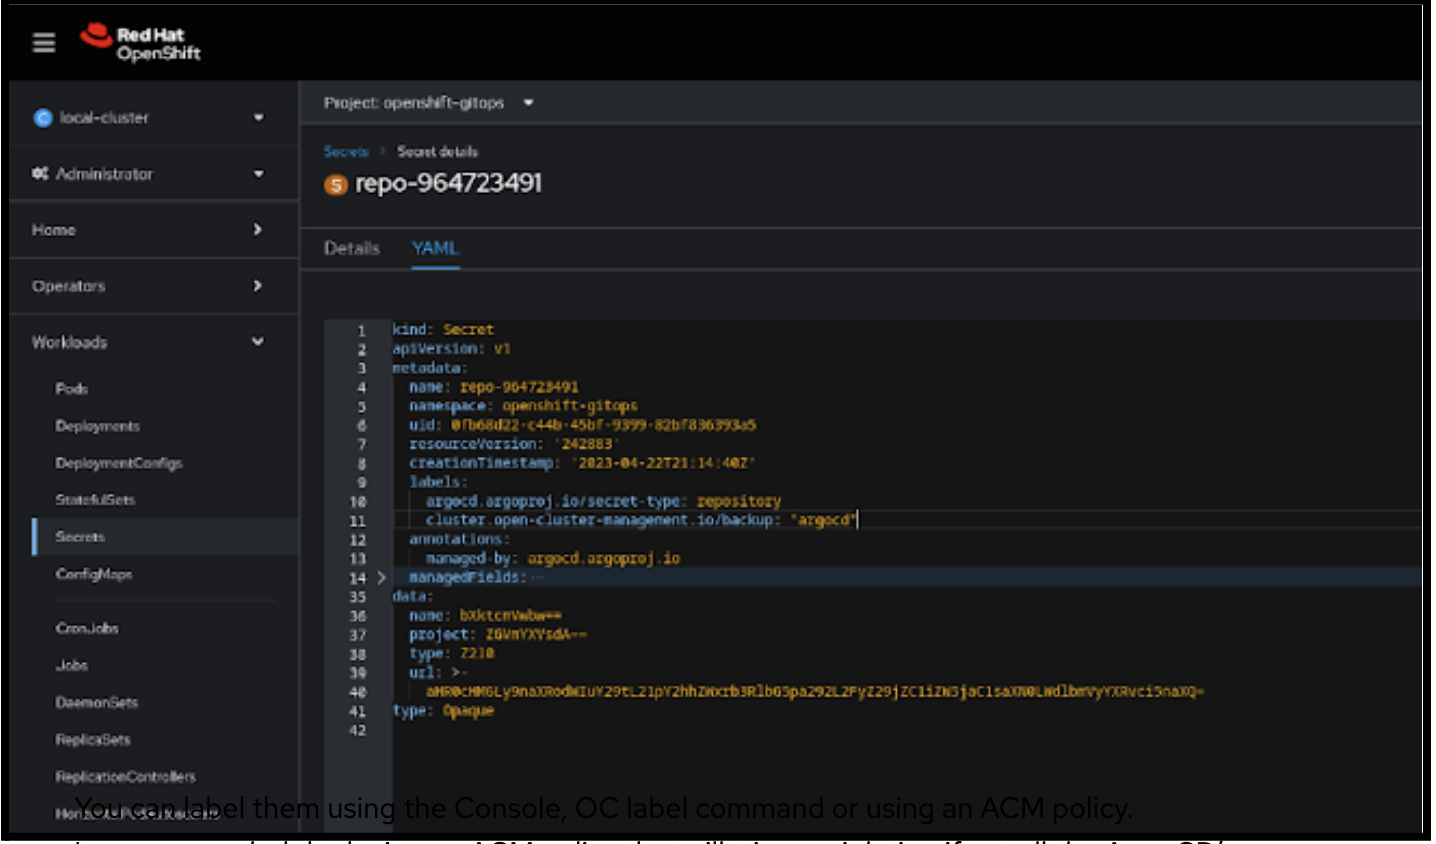 Red Hat
OpenShift
local-cluster
Administrator
Home
Operators
Workloads
Pods
Deployments
DeploymentConfigs
StatefulSets
Secrets
ConfigMaps
CronJobs
Jobs
DaemonSets
ReplicaSets
ReplicationControllers
Project: openshift-gitops
Secrets > Secret details
S repo-964723491
Details YAML
1 kind: Secret
2 apiVersion: v1
3 metadata:
4 name: repo-964723491
5 namespace: openshift-gitops
6 uid: 0fb68d22-c44b-45bf-9399-82bf836393a5
7 resourceVersion: '242883'
8 creationTimestamp: '2023-04-22T21:14:40Z'
9 labels:
10 argocd.argoproj.io/secret-type: repository
11 cluster.open-cluster-management.io/backup: "argocd"
12 annotations:
13 managed-by: argocd.argoproj.io
14 > managedFields: ...
35 data:
36 name:
37 project:
38 type: Z2l0
39 url: >-
40
41 type: Opaque
42
You can label them using the Console, OC label command or using an ACM policy.